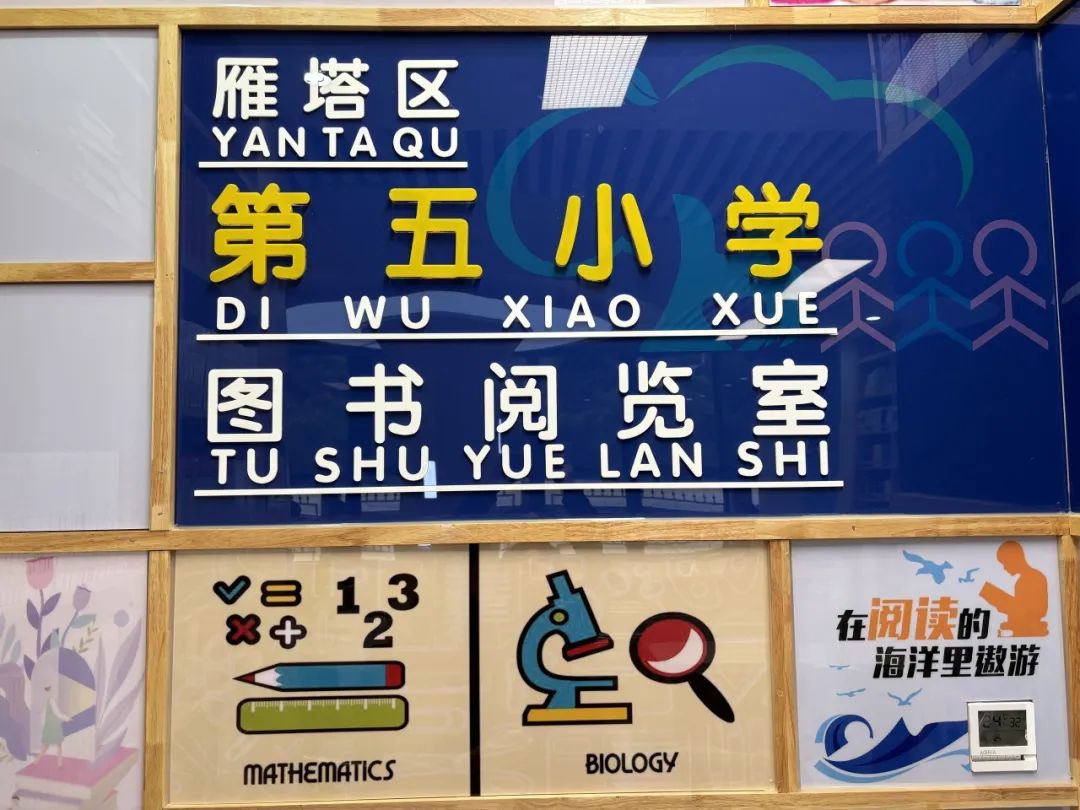 雁塔区
YAN TA QU
第五小学
DI WU XIAO XUE
图书阅览室
TU SHU YUE LAN SHI
1 3
2
MATHEMATICS
BIOLOGY
在阅读的
海洋里遨游